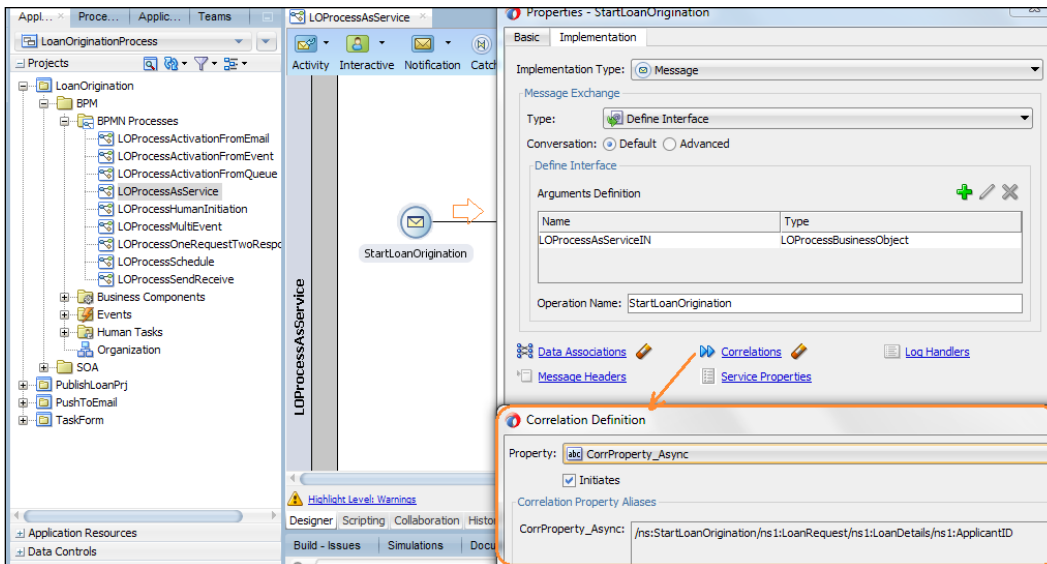 Appl...
Proce...
Applic...
Teams
LoanOriginationProcess
Projects
LoanOrigination
BPM
BPMN Processes
LOProcessActivationFromEmail
LOProcessActivationFromEvent
LOProcessActivationFromQueue
LOProcessAsService
LOProcessHumanInitiation
LOProcessMultiEvent
LOProcessOneRequestTwoRespo
LOProcessSchedule
LOProcessSendReceive
Business Components
Events
Human Tasks
Organization
SOA
PublishLoanPrj
PushToEmail
TaskForm
Application Resources
Data Controls
LOProcessAsService
Activity Interactive Notification Catch
StartLoanOrigination
LOProcessAsService
Highlight Level: Warnings
Designer Scripting Collaboration Histor
Build - Issues Simulations Docu
Properties - StartLoanOrigination
Basic Implementation
Implementation Type: Message
Message Exchange
Type: Define Interface
Conversation: Default Advanced
Define Interface
Arguments Definition
Name Type
LOProcessAsServiceIN LOProcessBusinessObject
Operation Name: StartLoanOrigination
Data Associations Correlations Log Handlers
Message Headers Service Properties
Correlation Definition
Property: abc CorrProperty_Async
Initiates
Correlation Property Aliases
CorrProperty_Async: /ns:StartLoanOrigination/ns1:LoanRequest/ns1:LoanDetails/ns1:ApplicantID